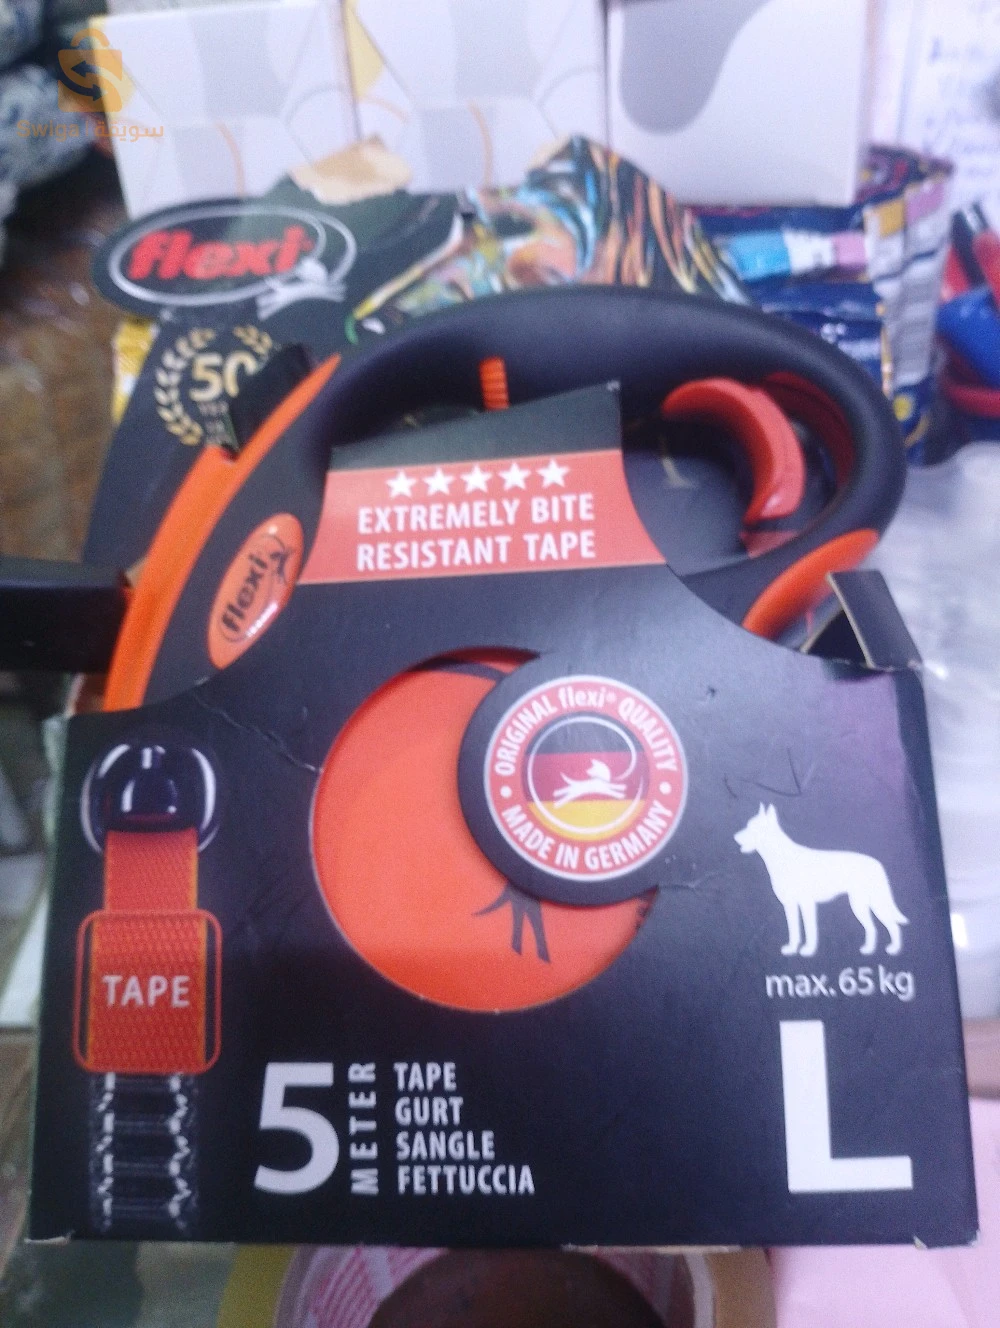 Swiga سويقة
flexi
50
★★★★★
EXTREMELY BITE
RESISTANT TAPE
flexi
ORIGINAL flexi® QUALITY
• MADE IN GERMANY •
TAPE
max. 65 kg
5 METER
TAPE
GURT
SANGLE
FETTUCCIA
L